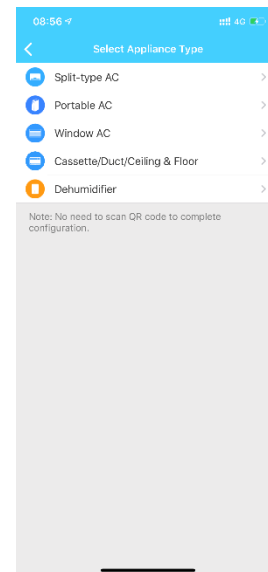 08:56
4G
Select Appliance Type
Split-type AC
Portable AC
Window AC
Cassette/Duct/Ceiling & Floor
Dehumidifier
Note: No need to scan QR code to complete
configuration.